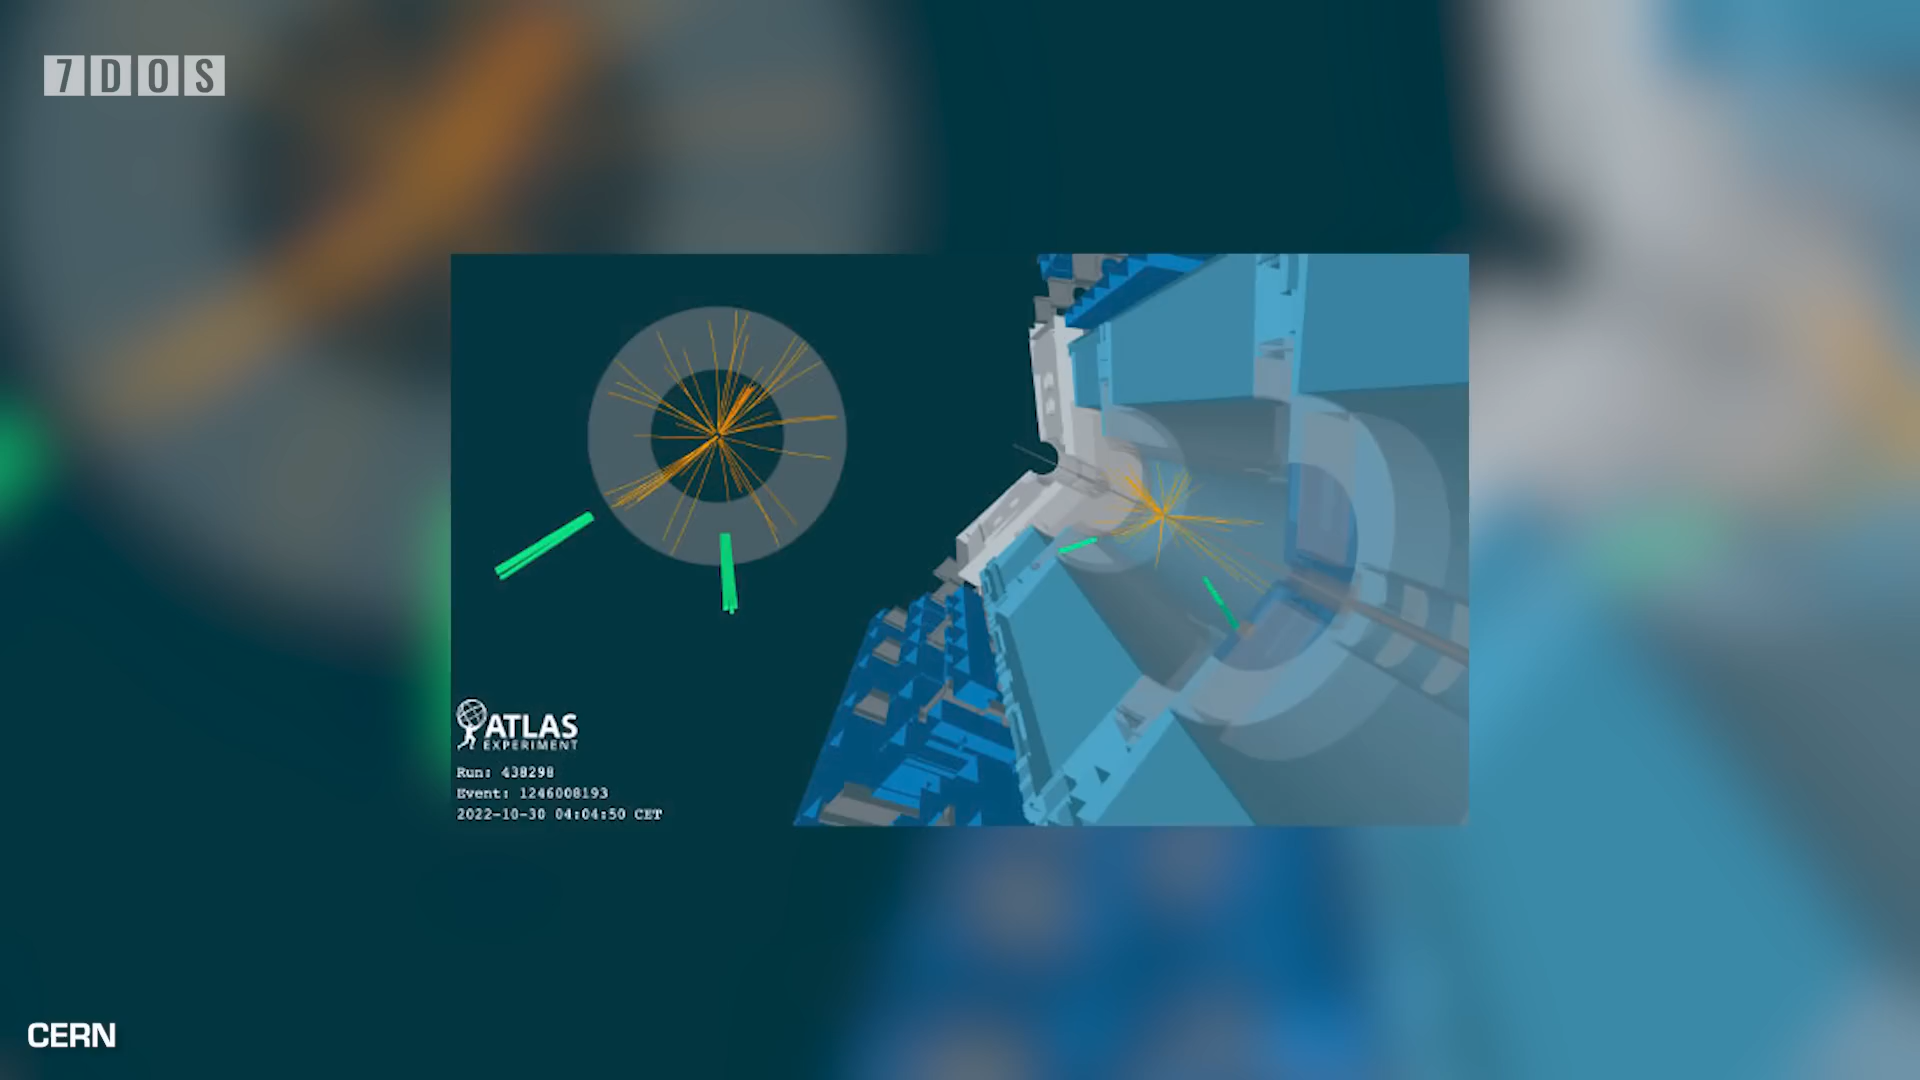 7DOS
ATLAS
EXPERIMENT
Run: 438298
Event: 1246008193
2022-10-30 04:04:50 CET
CERN